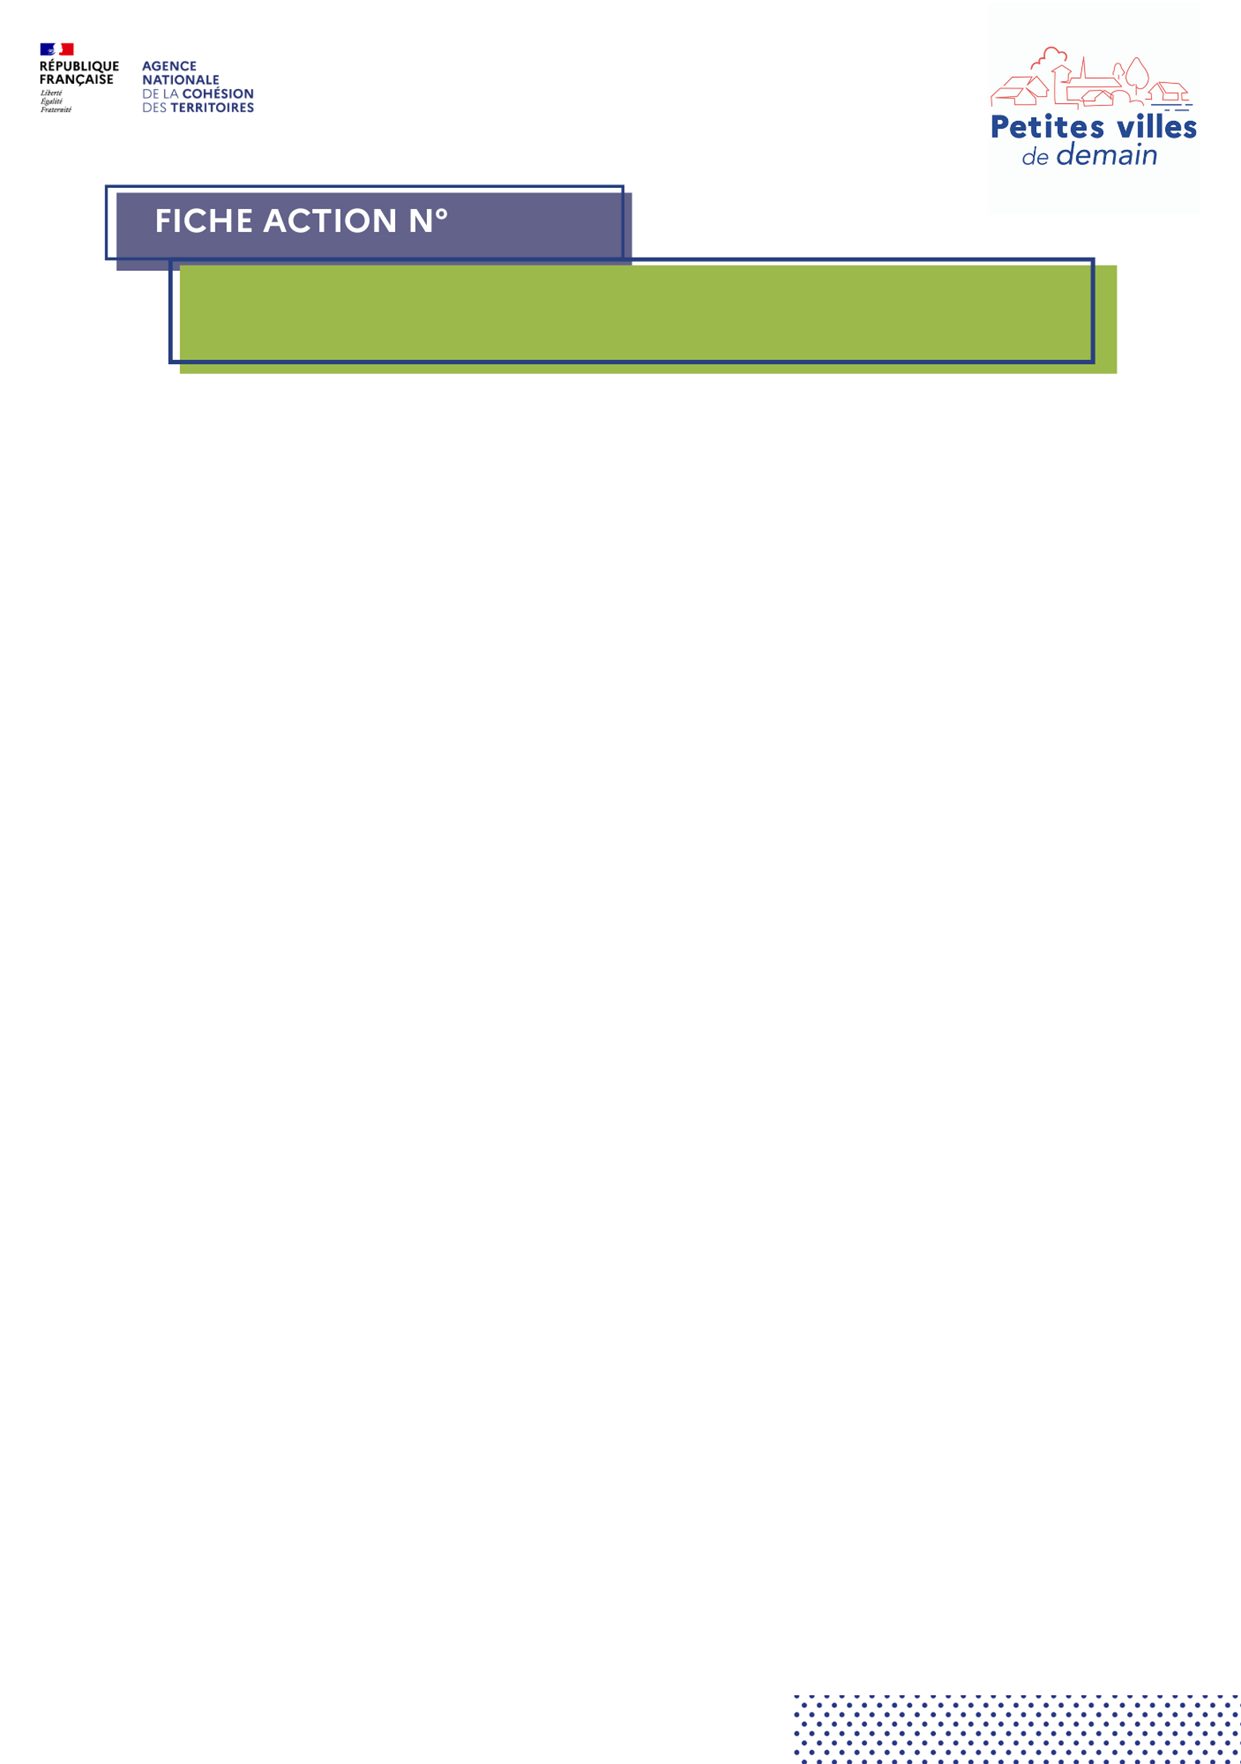 RÉPUBLIQUE
FRANÇAISE
Liberté
Égalité
Fraternité
AGENCE
NATIONALE
DE LA COHÉSION
DES TERRITOIRES
Petites villes
de demain
FICHE ACTION N°